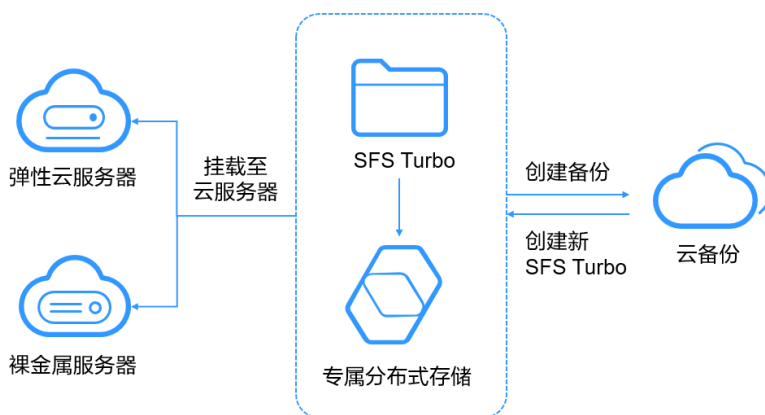 弹性云服务器
裸金属服务器
挂载至
云服务器
SFS Turbo
专属分布式存储
创建备份
创建新
SFS Turbo
云备份